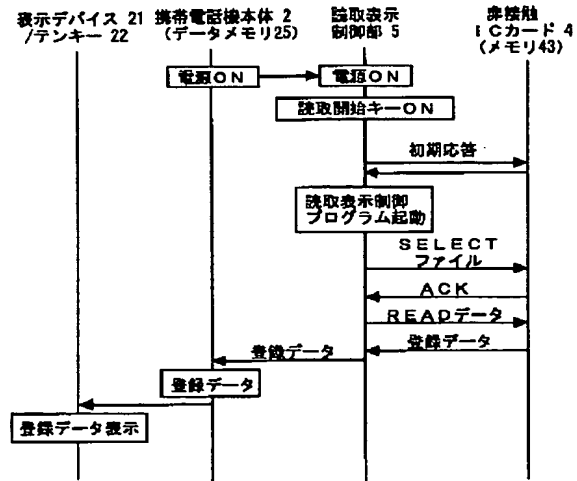 表示デバイス 21
/テンキー 22
携帯電話機本体 2
(データメモリ25)
読取表示
制御部 5
非接触
ICカード 4
(メモリ43)
電源ON
電源ON
読取開始キーON
初期応答
読取表示制御
プログラム起動
SELECT
ファイル
ACK
READデータ
登録データ
登録データ
登録データ
登録データ表示